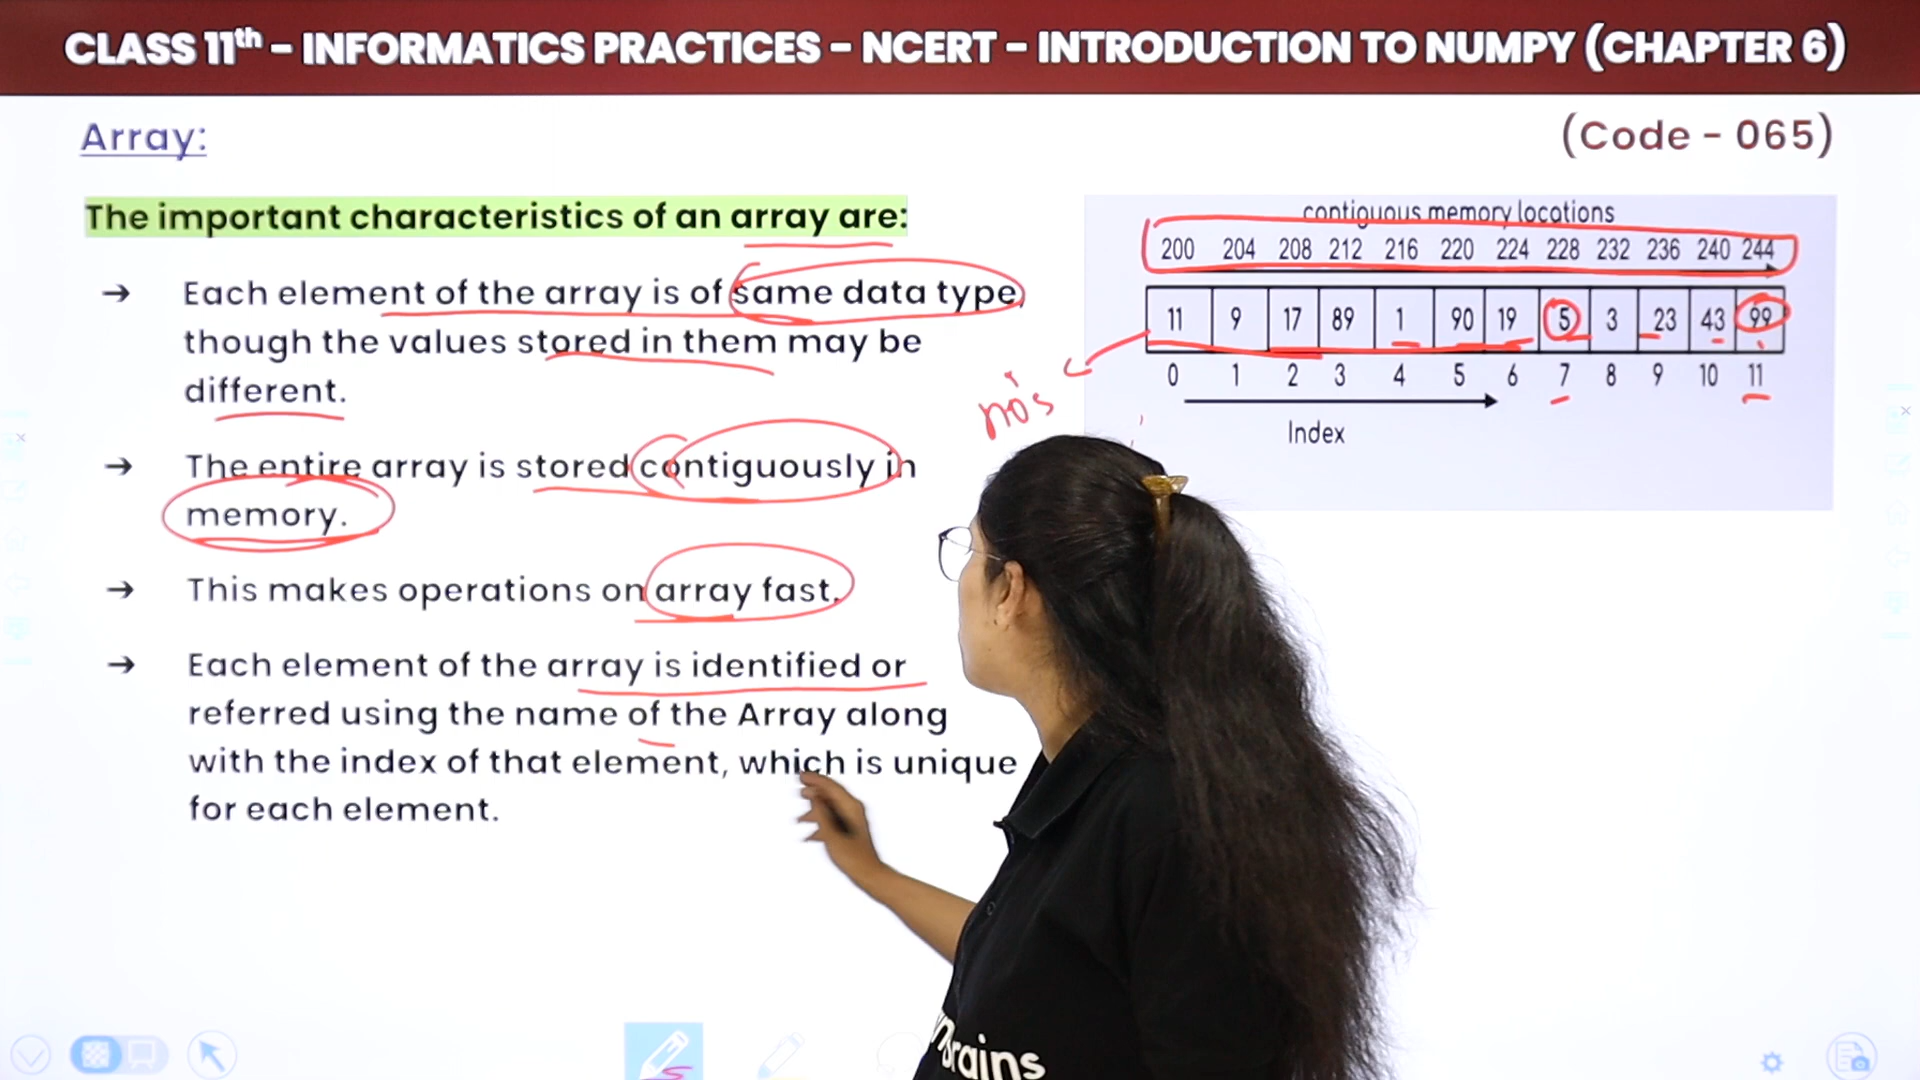 CLASS 11th – INFORMATICS PRACTICES – NCERT – INTRODUCTION TO NUMPY (CHAPTER 6)
Array:
(Code - 065)
The important characteristics of an array are:
→ Each element of the array is of same data type,
though the values stored in them may be
different.
→ The entire array is stored contiguously in
memory.
→ This makes operations on array fast.
→ Each element of the array is identified or
referred using the name of the Array along
with the index of that element, which is unique
for each element.
contiguous memory locations
200 204 208 212 216 220 224 228 232 236 240 244
11 9 17 89 1 90 19 5 3 23 43 99
0 1 2 3 4 5 6 7 8 9 10 11
Index
no's
rains